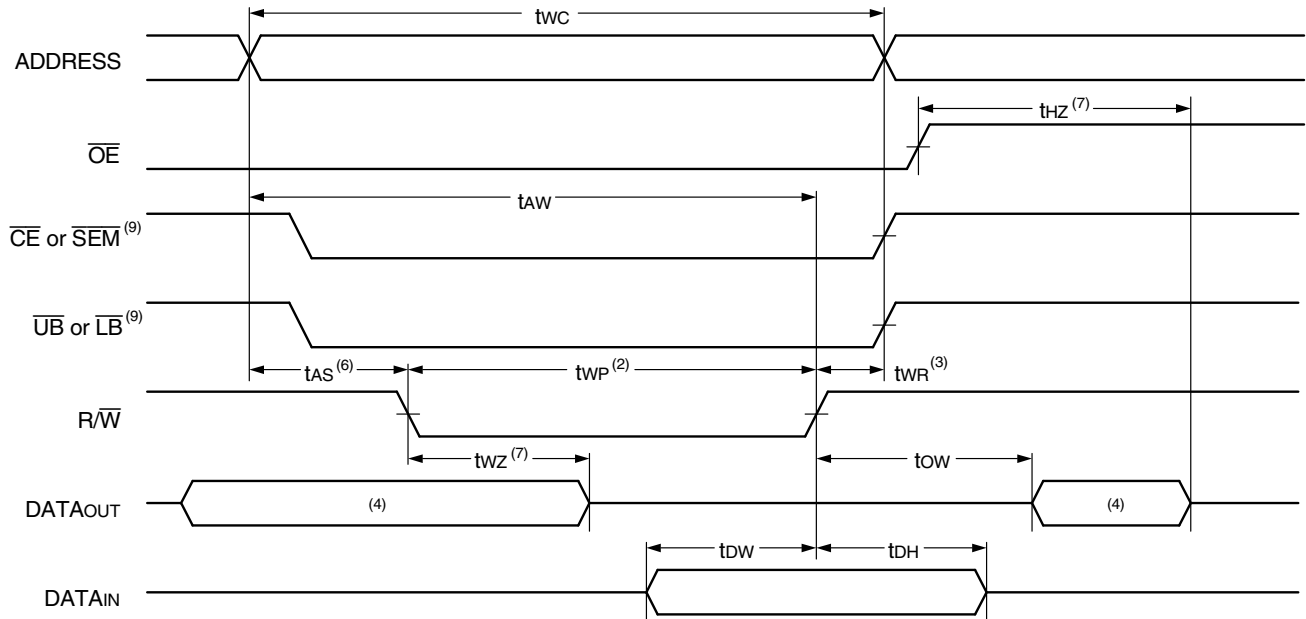 tWC
ADDRESS
tHZ (7)
OE
tAW
CE or SEM (9)
UB or LB (9)
tAS (6) tWP (2) tWR (3)
R/W
tWZ (7) tOW
DATAOUT (4) (4)
tDW tDH
DATAIN